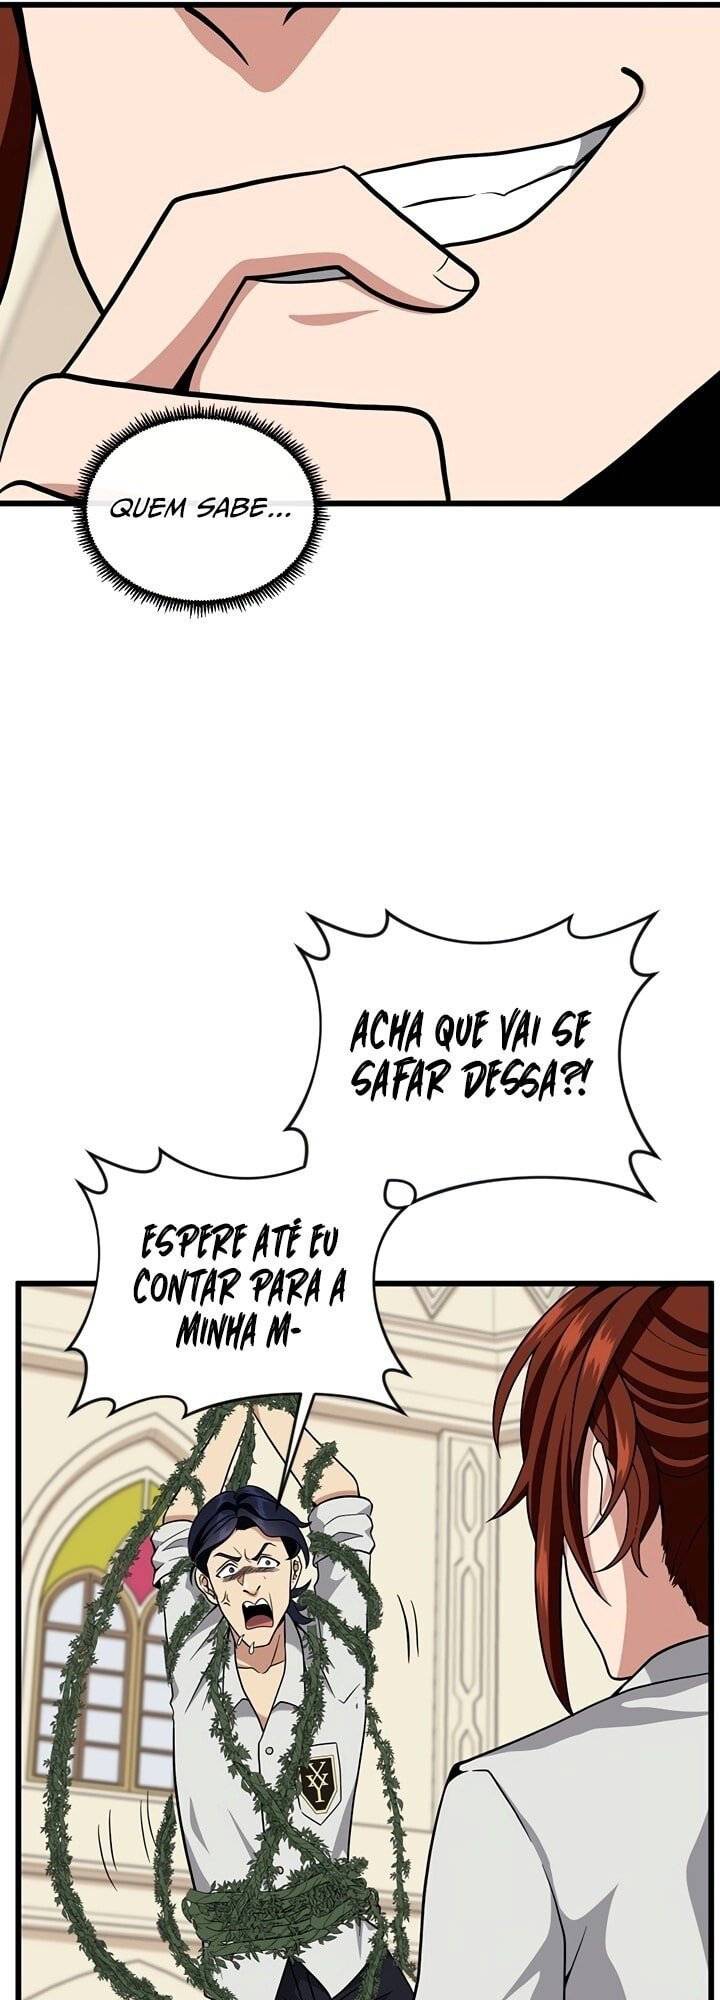 QUEM SABE...
ACHA QUE VAI SE
SAFAR DESSA?!
ESPERE ATÉ EU
CONTAR PARA A
MINHA M-